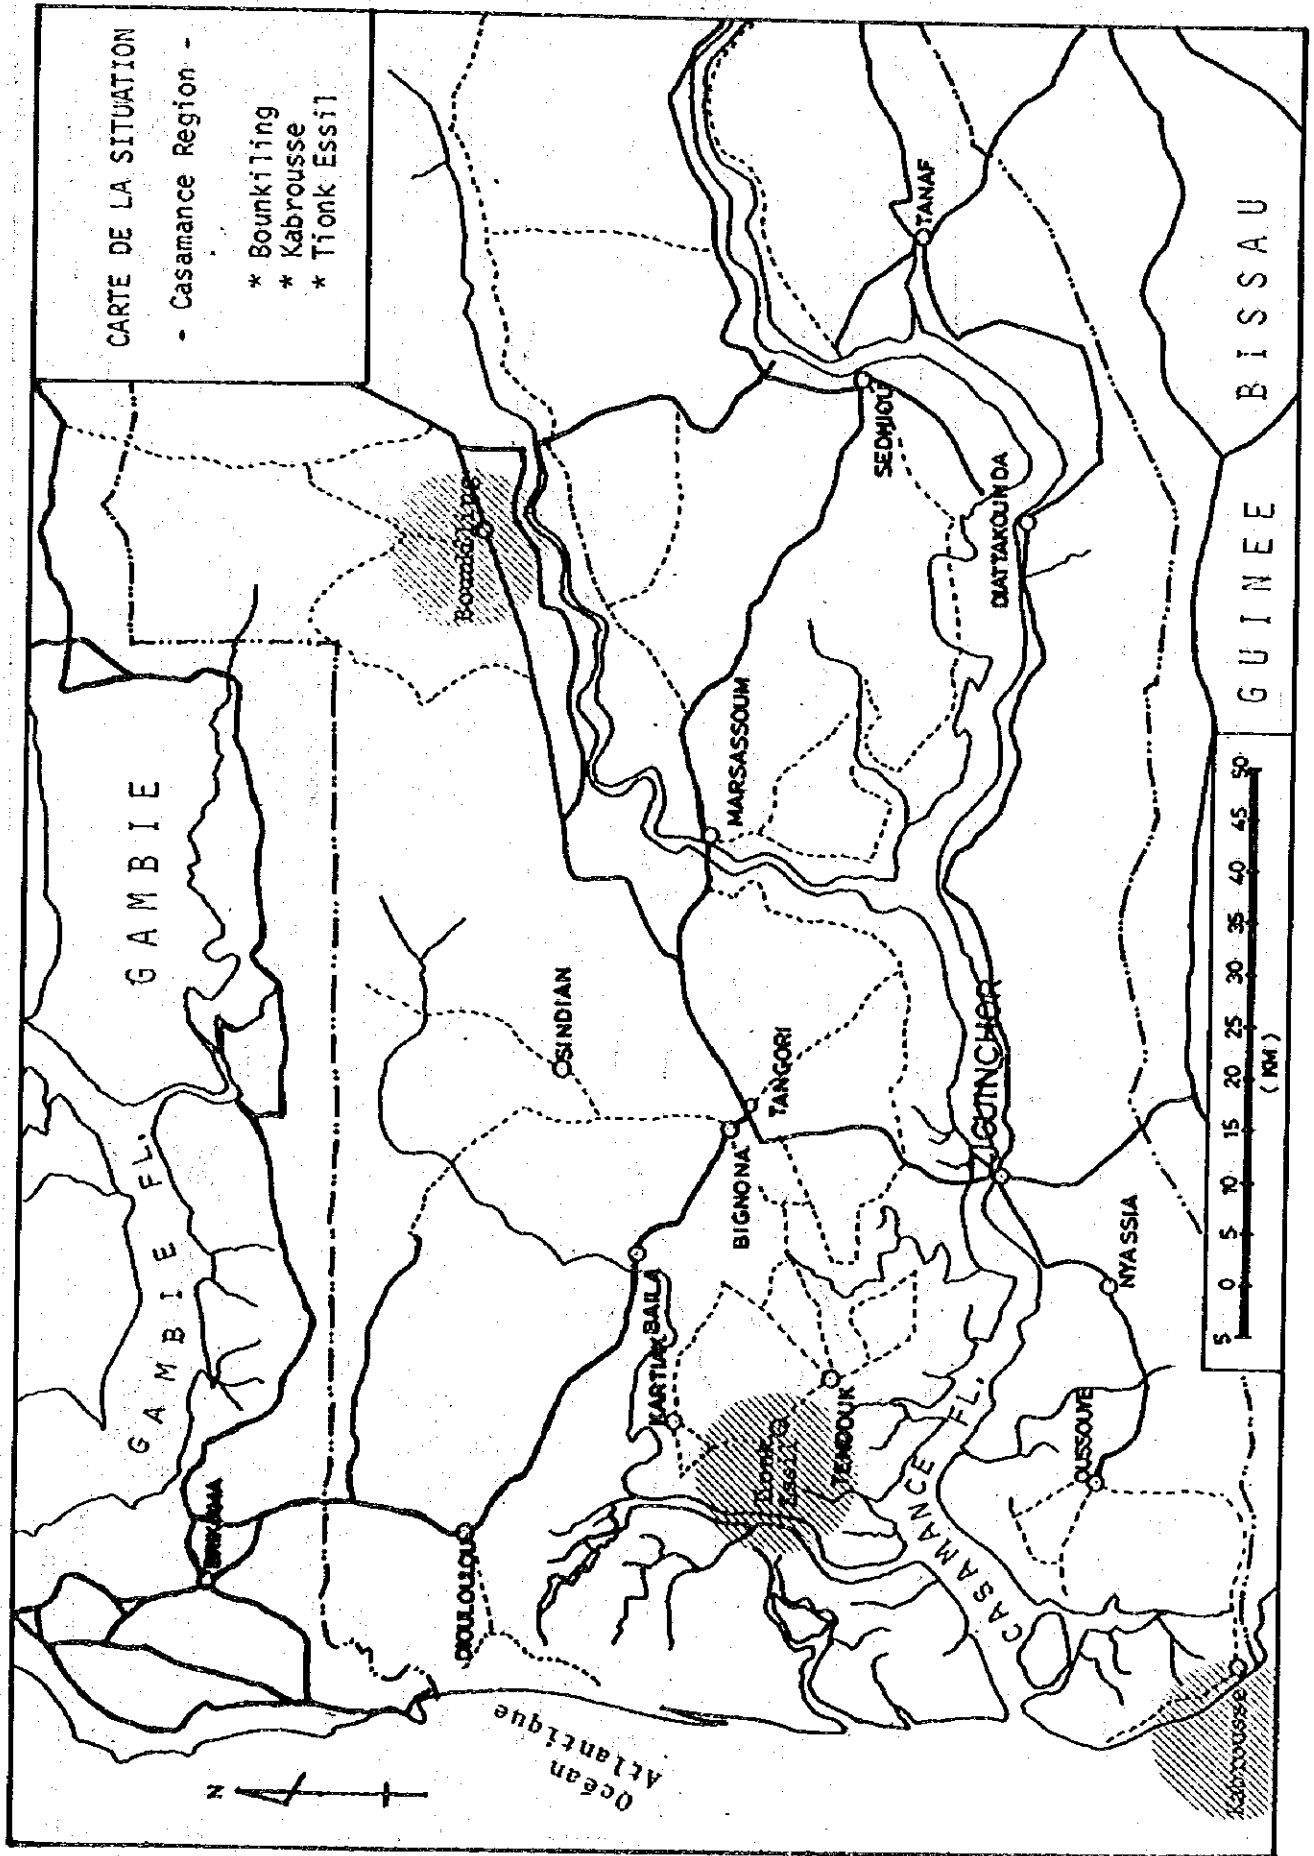 CARTE DE LA SITUATION
- Casamance Region -
* Bounkiling
* Kabrousse
* Tionk Essil
GAMBIE
GAMBIE FL.
BRIKAMA
Bounkiling
SINDIAN
DIOULOULOU
BAILA
KARTIAK
BIGNONA
TANGORI
MARSASSOUM
SEDHIOU
TANAF
DIATTAKOUNDA
Tionk
Essil
TENDOUK
ZIGUINCHOR
CASAMANCE FL.
NYASSIA
OUSSOUYE
Kabrousse
Océan
Atlantique
N
GUINEE BISSAU
5 0 5 10 15 20 25 30 35 40 45 50
(KM)